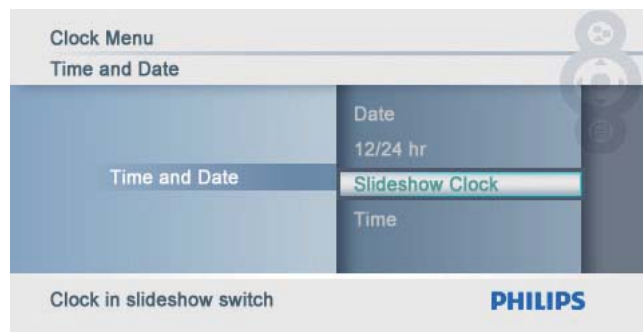 Clock Menu
Time and Date
Time and Date
Date
12/24 hr
Slideshow Clock
Time
Clock in slideshow switch
PHILIPS